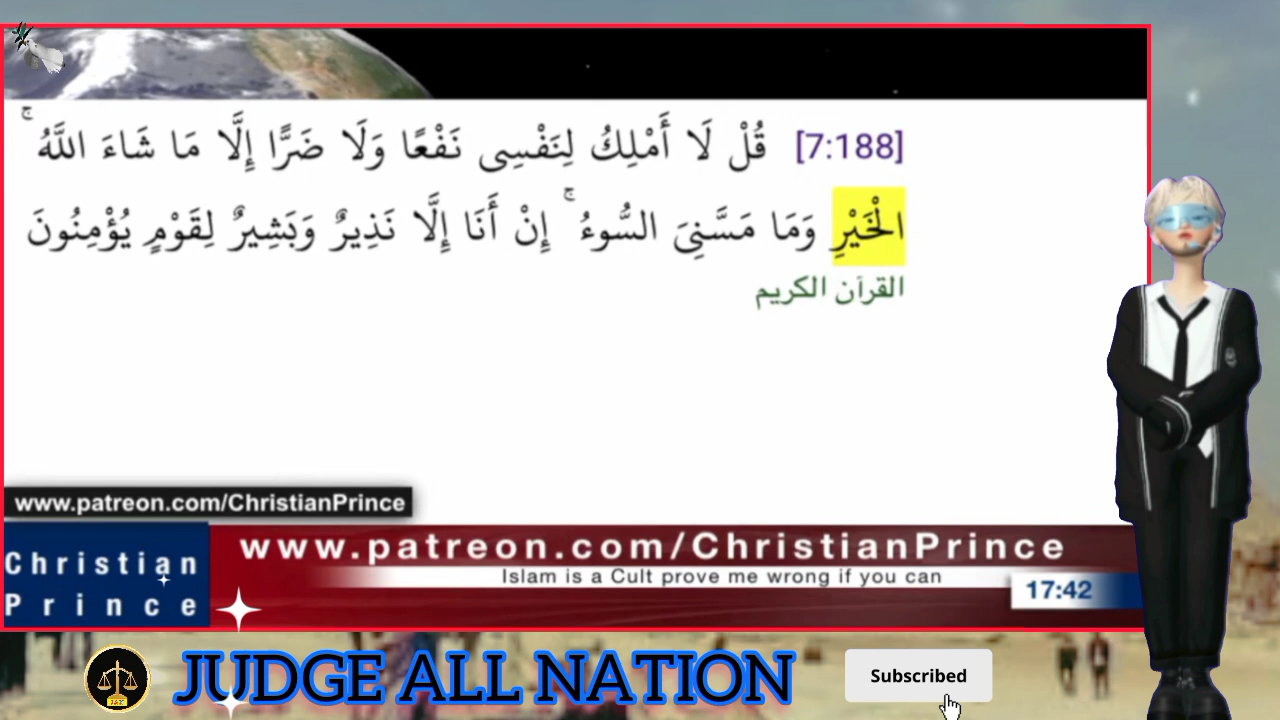 [7:188] قُلْ لَا أَمْلِكُ لِنَفْسِى نَفْعًا وَلَا ضَرًّا إِلَّا مَا شَاءَ اللَّهُ ۚ
الْخَيْرِ وَمَا مَسَّنِىَ السُّوءُ ۚ إِنْ أَنَا إِلَّا نَذِيرٌ وَبَشِيرٌ لِقَوْمٍ يُؤْمِنُونَ
القرآن الكريم
www.patreon.com/ChristianPrince
Christian
Prince
www.patreon.com/ChristianPrince
Islam is a Cult prove me wrong if you can
17:42
JUDGE ALL NATION
Subscribed